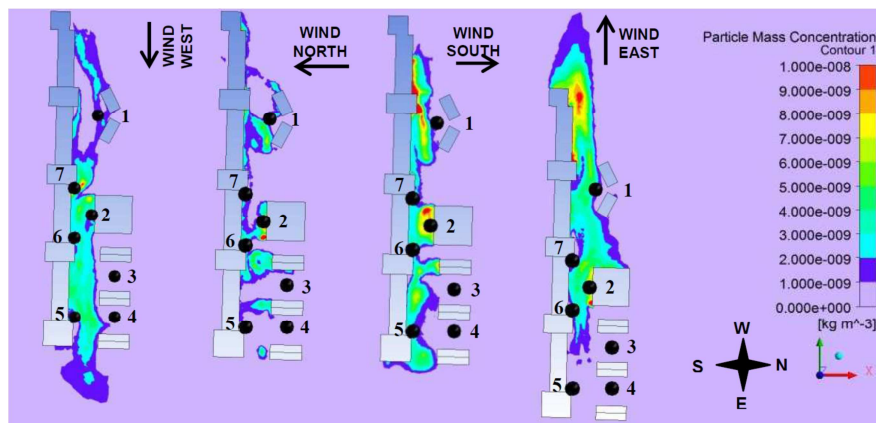 WIND
WEST
WIND
NORTH
WIND
SOUTH
WIND
EAST
Particle Mass Concentration
Contour 1
1.000e-008
9.000e-009
8.000e-009
7.000e-009
6.000e-009
5.000e-009
4.000e-009
3.000e-009
2.000e-009
1.000e-009
0.000e+000
[kg m^-3]
1
7
2
6
3
5
4
1
7
2
6
3
5
4
1
7
2
6
3
5
4
1
7
2
6
3
5
4
W
S
N
E
X